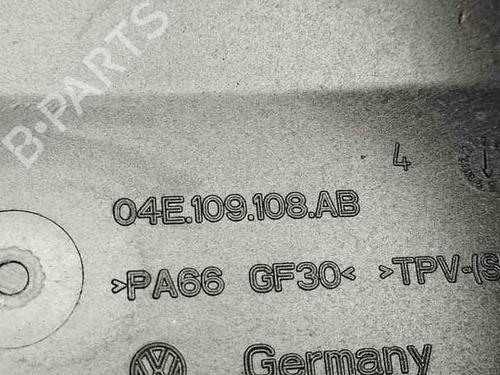 B-PARTS
4
04E.109.108.AB
>PA66 GF30< >TPV-(S
Germany